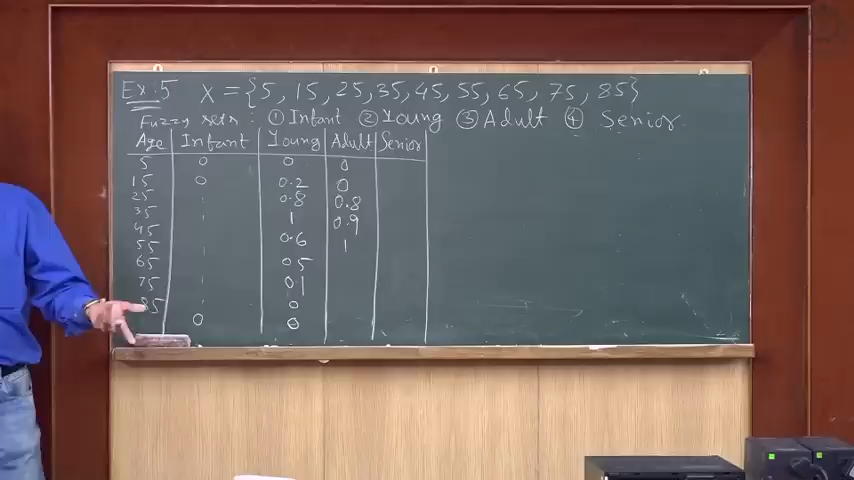 Ex.5 X = {5, 15, 25, 35, 45, 55, 65, 75, 85}
Fuzzy sets : ① Infant ② Young ③ Adult ④ Senior.
Age Infant Young Adult Senior
5 0 0 0
15 0 0.2 0
25 0.8 0.8
35 1 0.9
45 0.6 1
55 0.5
65 0.1
75 0
85 0 0